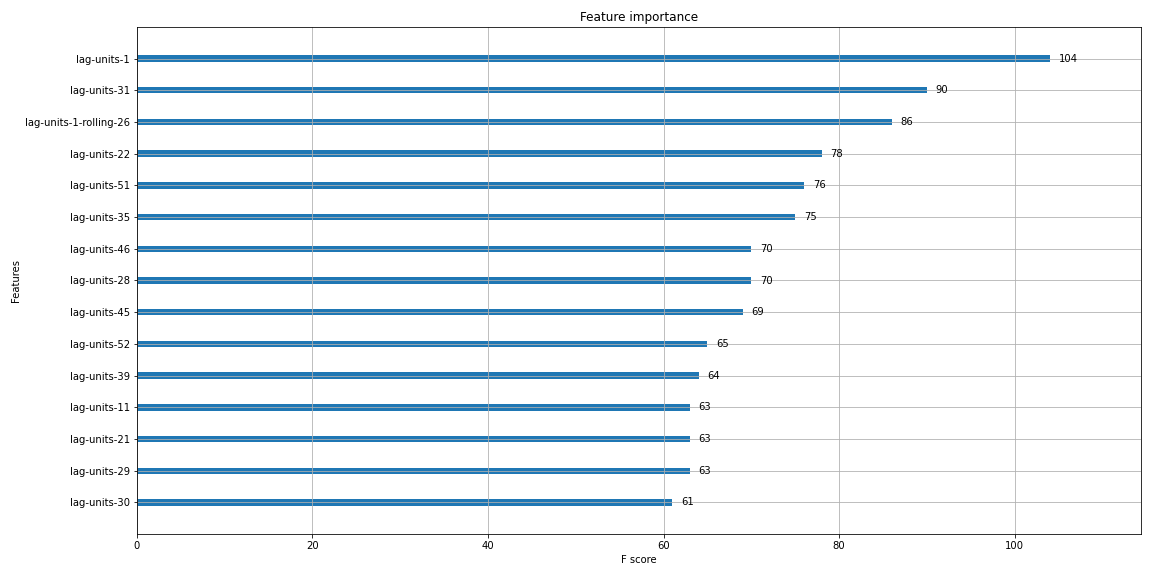 Feature importance
Features
lag-units-1 104
lag-units-31 90
lag-units-1-rolling-26 86
lag-units-22 78
lag-units-51 76
lag-units-35 75
lag-units-46 70
lag-units-28 70
lag-units-45 69
lag-units-52 65
lag-units-39 64
lag-units-11 63
lag-units-21 63
lag-units-29 63
lag-units-30 61
0 20 40 60 80 100
F score